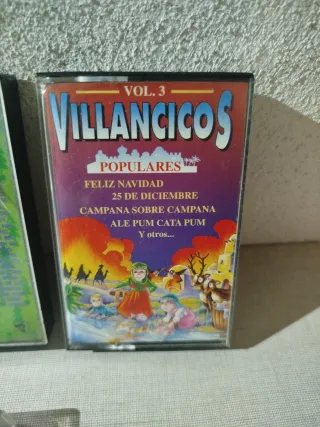 VOL. 3
VILLANCICOS
POPULARES
FELIZ NAVIDAD
25 DE DICIEMBRE
CAMPANA SOBRE CAMPANA
ALE PUM CATA PUM
Y otros...